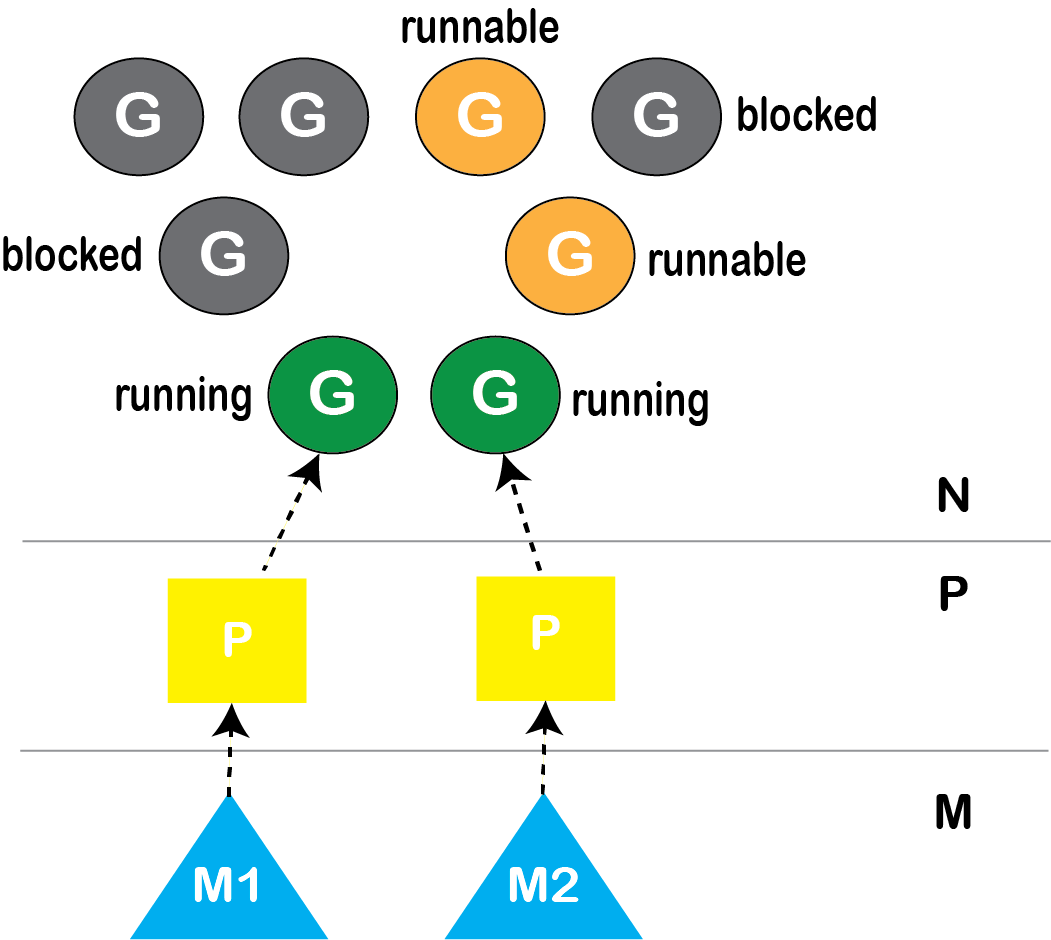 runnable
G G G G blocked
blocked G G runnable
running G G running
N
P
P P
M
M1 M2